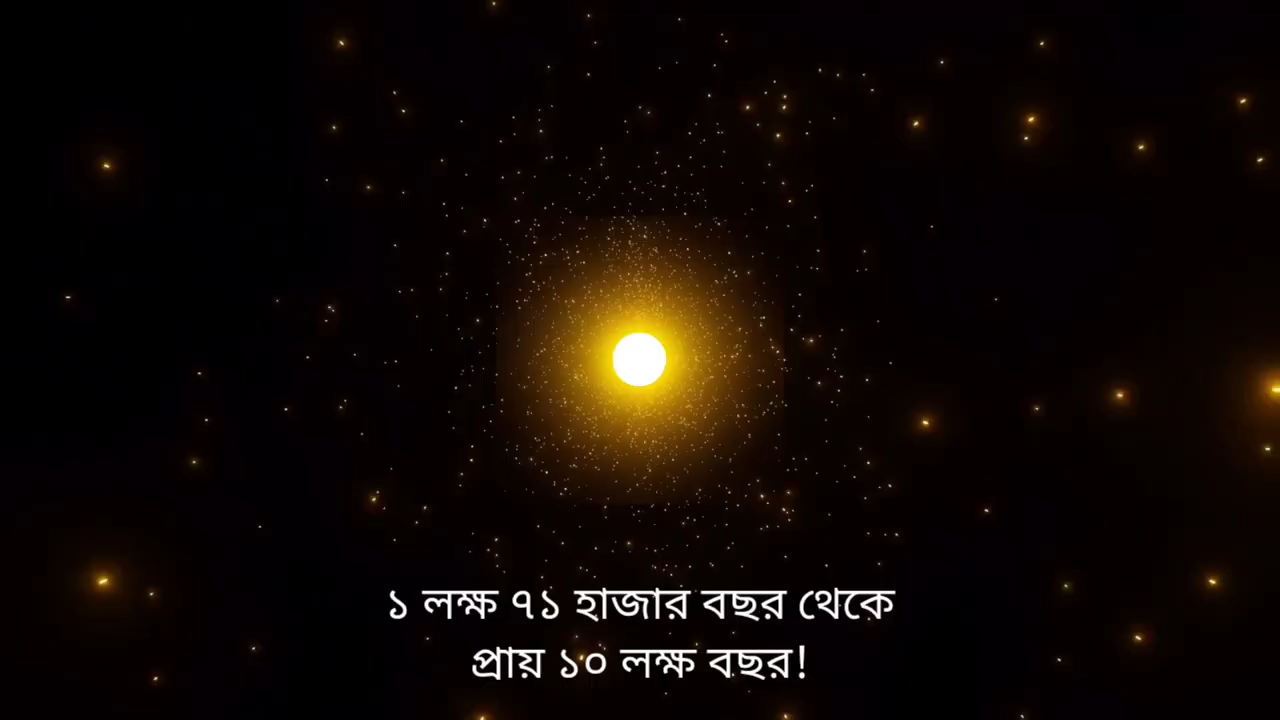 ১ লক্ষ ৭১ হাজার বছর থেকে
প্রায় ১০ লক্ষ বছর!